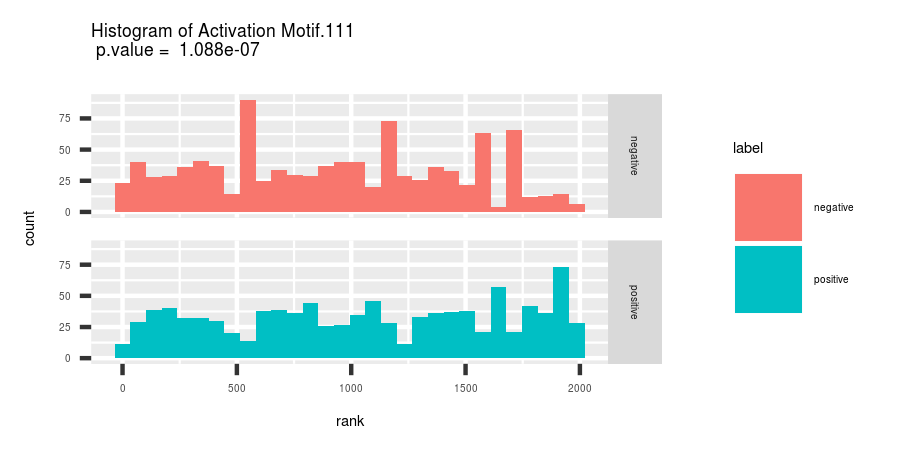 Histogram of Activation Motif.111
p.value = 1.088e-07
count
75
50
25
0
negative
75
50
25
0
positive
0 500 1000 1500 2000
rank
label
negative
positive